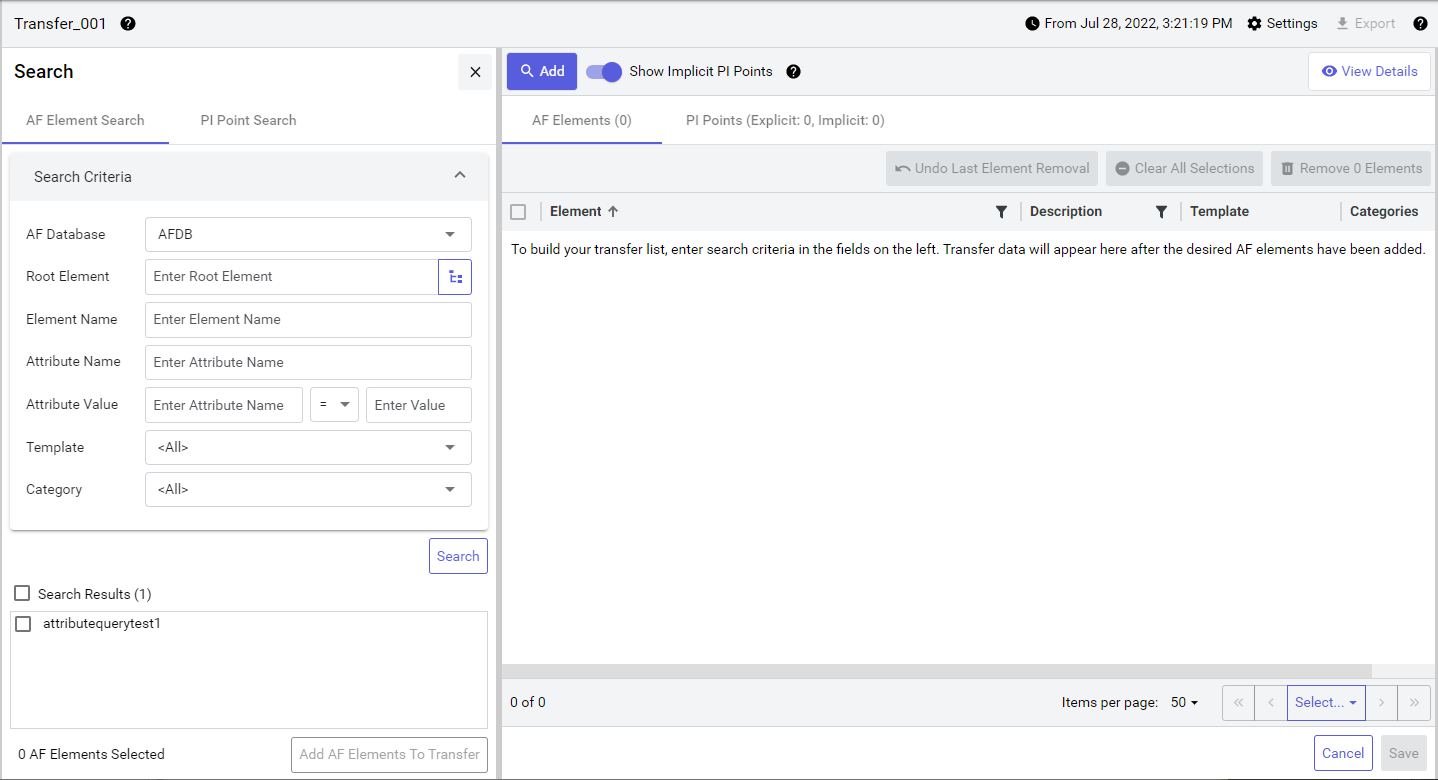 Transfer_001
From Jul 28, 2022, 3:21:19 PM Settings Export
Search
AF Element Search PI Point Search
Search Criteria
AF Database AFDB
Root Element Enter Root Element
Element Name Enter Element Name
Attribute Name Enter Attribute Name
Attribute Value Enter Attribute Name = Enter Value
Template <All>
Category <All>
Search
Search Results (1)
attributequerytest1
0 AF Elements Selected Add AF Elements To Transfer
Add Show Implicit PI Points View Details
AF Elements (0) PI Points (Explicit: 0, Implicit: 0)
Undo Last Element Removal Clear All Selections Remove 0 Elements
Element Description Template Categories
To build your transfer list, enter search criteria in the fields on the left. Transfer data will appear here after the desired AF elements have been added.
0 of 0 Items per page: 50 Select...
Cancel Save